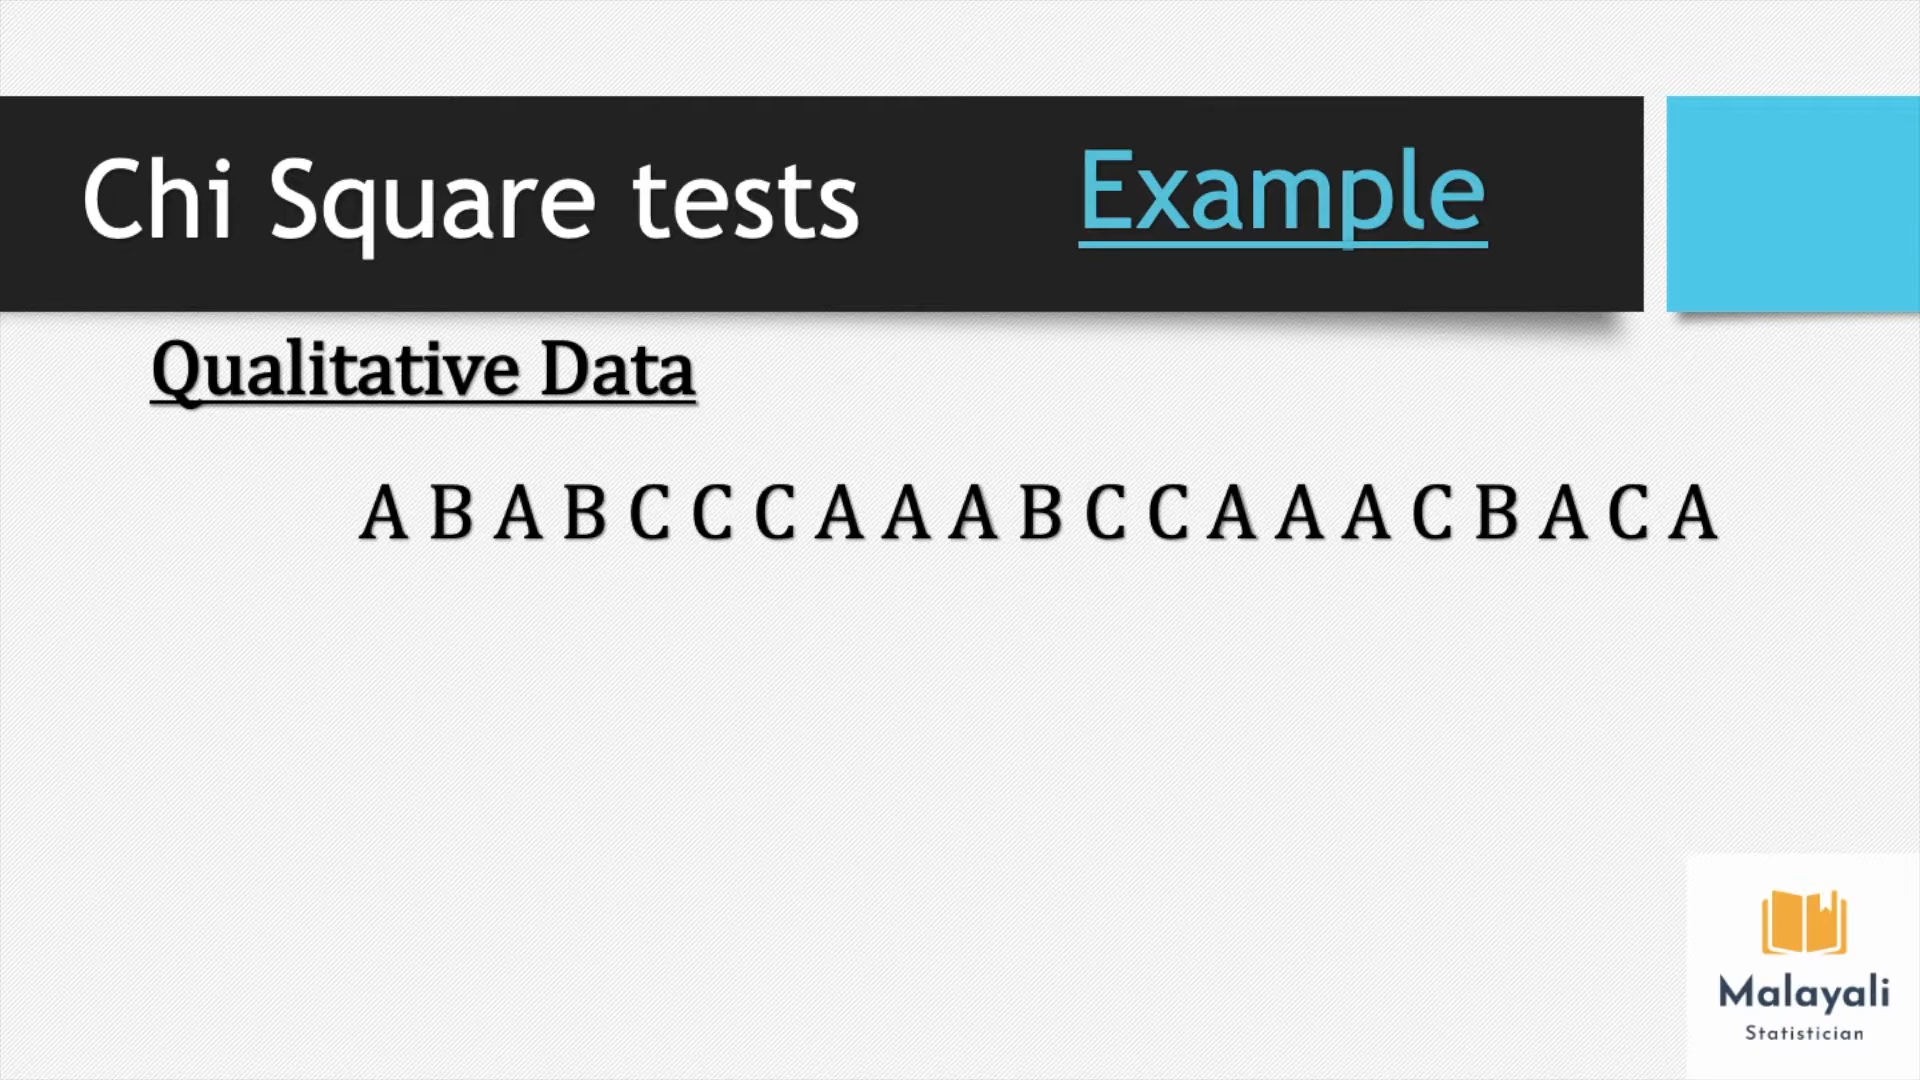 Chi Square tests Example
Qualitative Data
A B A B C C C A A A B C C A A A C B A C A
Malayali
Statistician